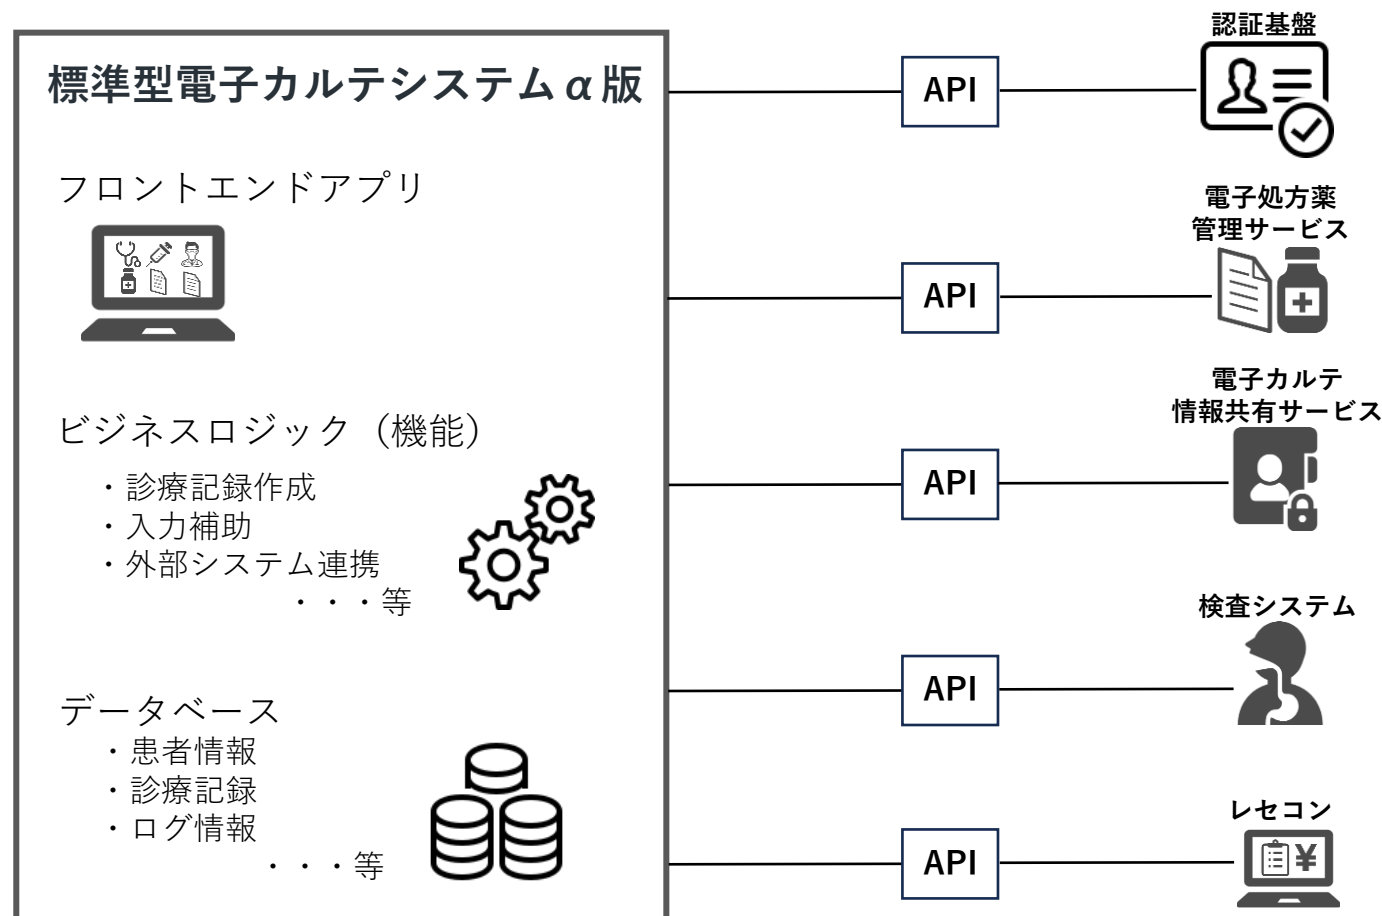 標準型電子カルテシステムα版
フロントエンドアプリ
ビジネスロジック（機能）
・診療記録作成
・入力補助
・外部システム連携
・・・等
データベース
・患者情報
・診療記録
・ログ情報
・・・等
API
認証基盤
API
電子処方薬
管理サービス
API
電子カルテ
情報共有サービス
API
検査システム
API
レセコン
¥